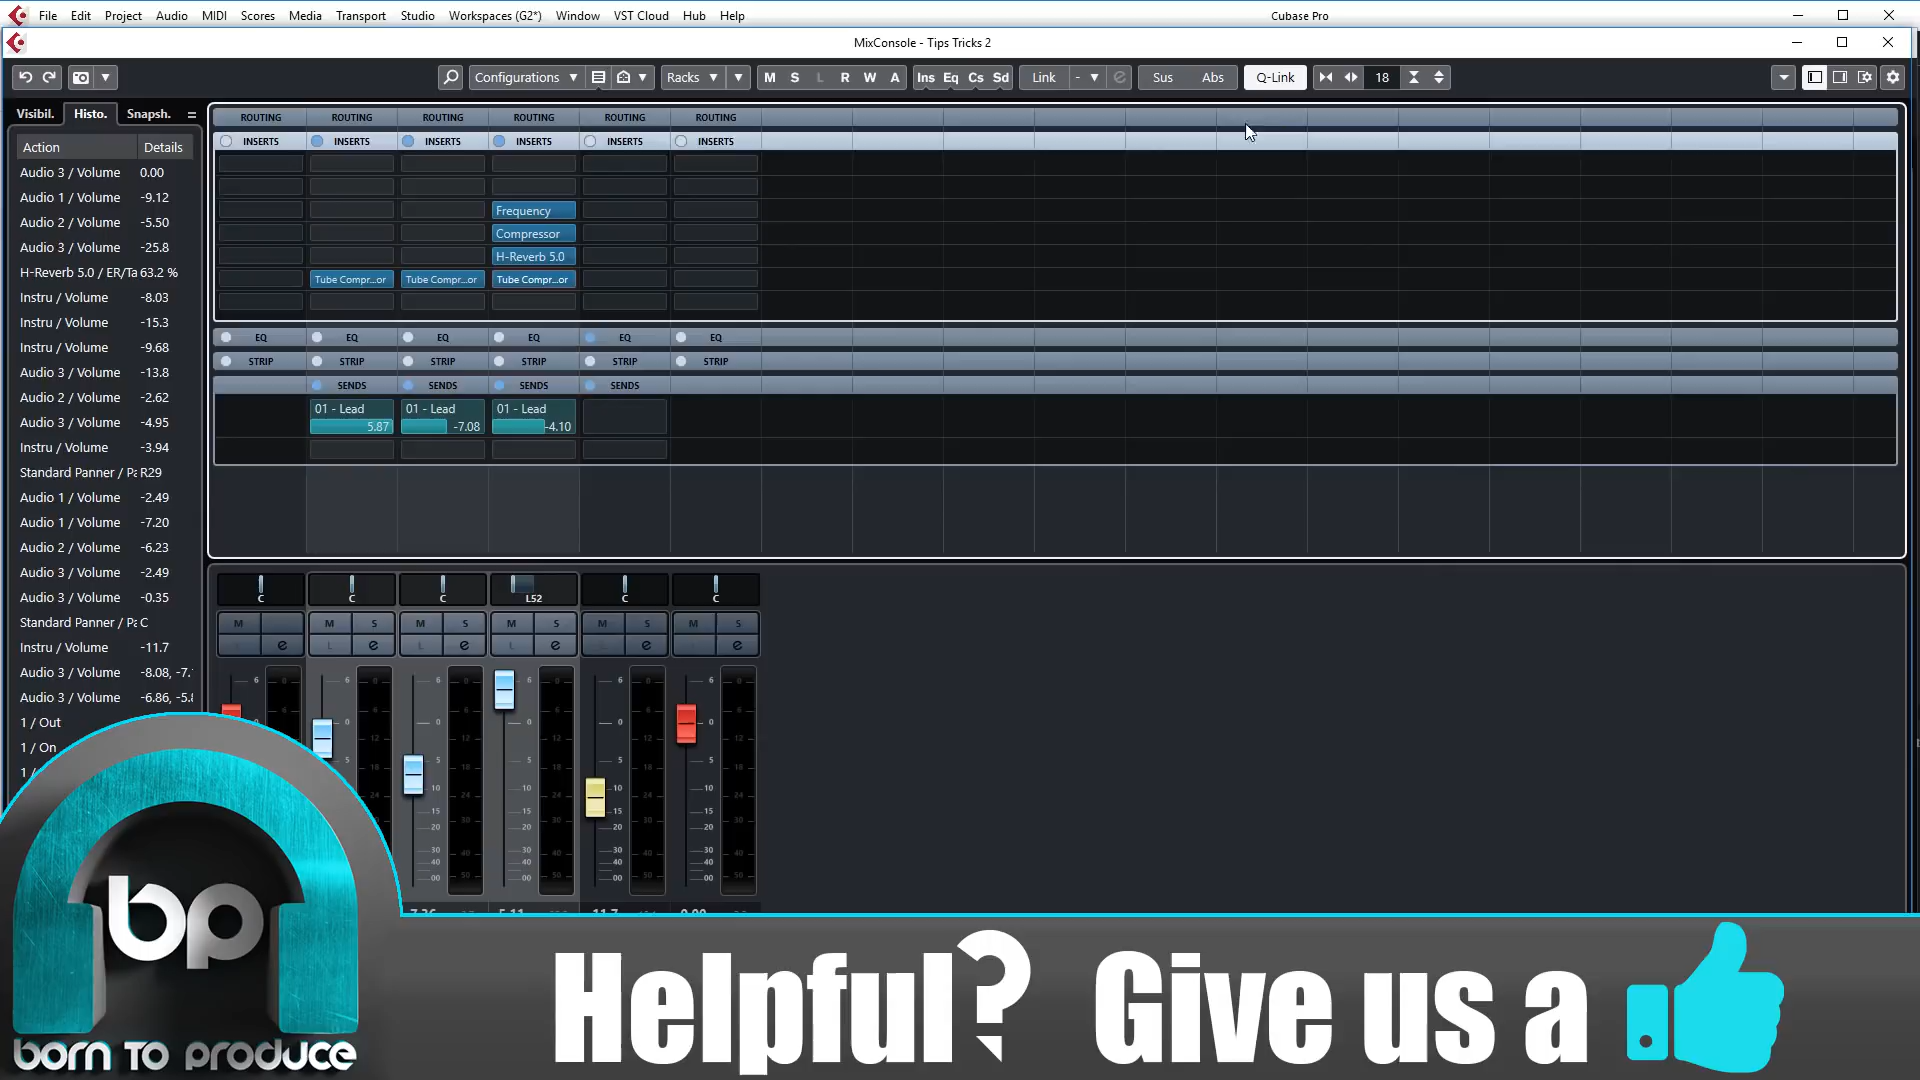 File Edit Project Audio MIDI Scores Media Transport Studio Workspaces (G2*) Window VST Cloud Hub Help Cubase Pro
MixConsole - Tips Tricks 2
Configurations Racks M S L R W A Ins Eq Cs Sd Link - Sus Abs Q-Link 18
Visibil. Histo. Snapsh.
Action Details
Audio 3 / Volume 0.00
Audio 1 / Volume -9.12
Audio 2 / Volume -5.50
Audio 3 / Volume -25.8
H-Reverb 5.0 / ER/Ta 63.2 %
Instru / Volume -8.03
Instru / Volume -15.3
Instru / Volume -9.68
Audio 3 / Volume -13.8
Audio 2 / Volume -2.62
Audio 3 / Volume -4.95
Instru / Volume -3.94
Standard Panner / Pa R29
Audio 1 / Volume -2.49
Audio 1 / Volume -7.20
Audio 2 / Volume -6.23
Audio 3 / Volume -2.49
Audio 3 / Volume -0.35
Standard Panner / Pa C
Instru / Volume -11.7
Audio 3 / Volume -8.08, -7.
Audio 3 / Volume -6.86, -5.8
1 / Out
1 / On
ROUTING ROUTING ROUTING ROUTING ROUTING ROUTING
INSERTS INSERTS INSERTS INSERTS INSERTS INSERTS
Frequency
Compressor
H-Reverb 5.0
Tube Compr...or Tube Compr...or Tube Compr...or
EQ EQ EQ EQ EQ EQ
STRIP STRIP STRIP STRIP STRIP STRIP
SENDS SENDS SENDS SENDS
01 - Lead 01 - Lead 01 - Lead
5.87 -7.08 -4.10
C C C L52 C C
M M S M S M S M S M S
e L e L e L e L e e
bp
born to produce
Helpful? Give us a